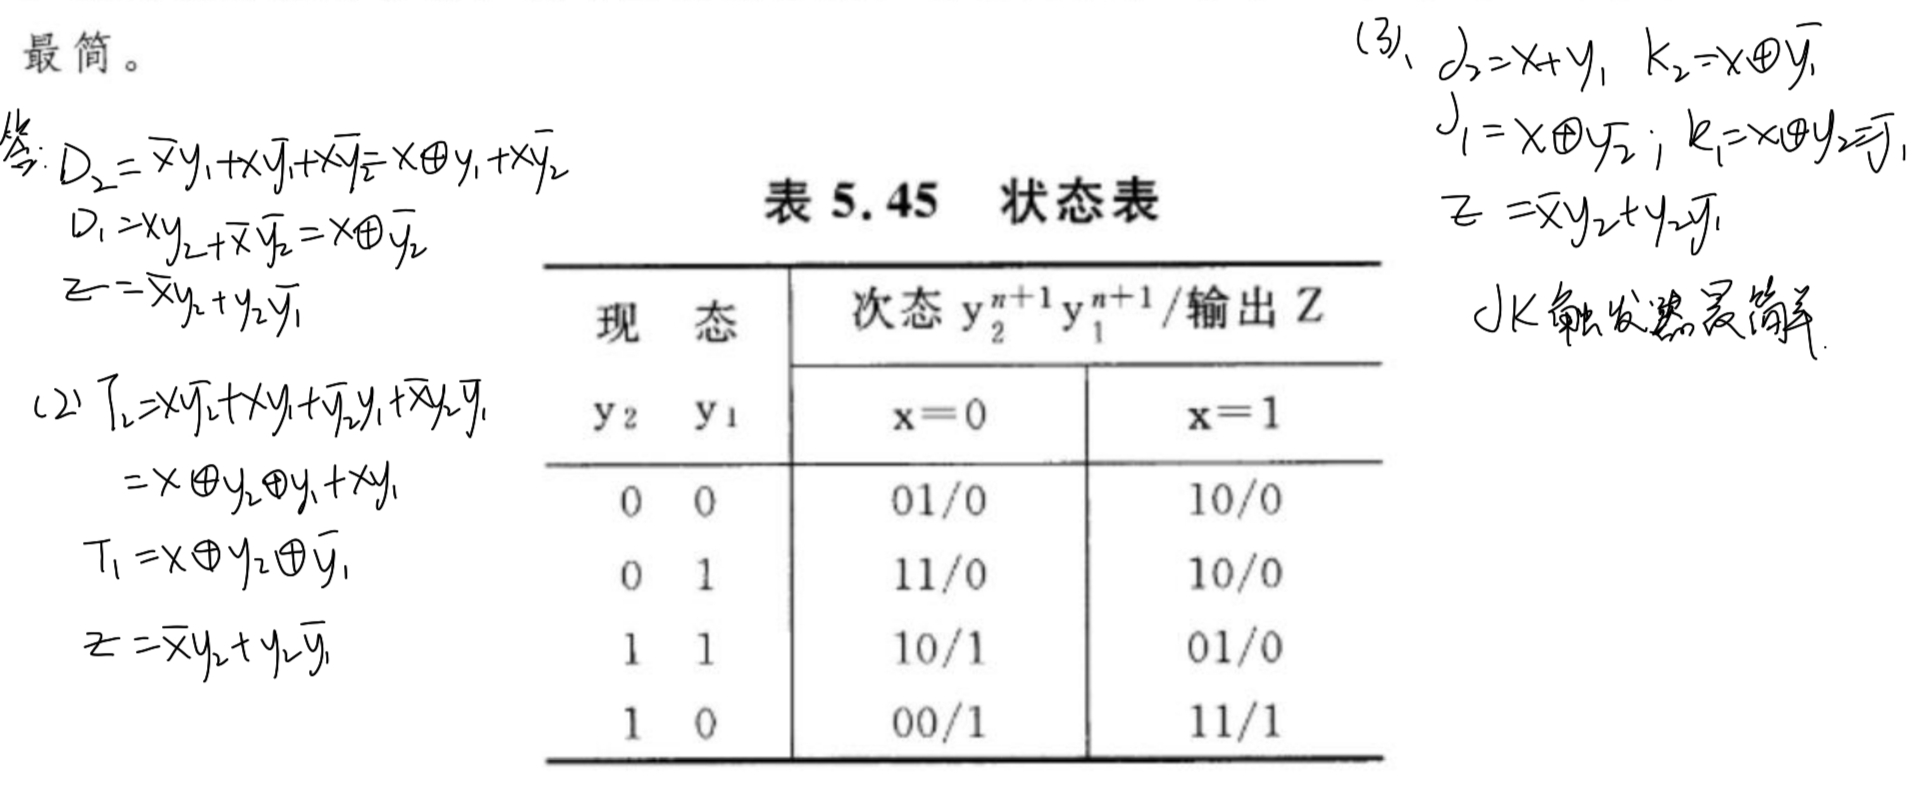 最简。
答: D₂ = x̄y₁+xȳ₁+xȳ₂ = x⊕y₁+xȳ₂
D₁ = xy₂+x̄ȳ₂ = x⊕ȳ₂
z = x̄y₂+y₂ȳ₁
(2) T₂=xȳ₂+xy₁+ȳ₂y₁+x̄y₂ȳ₁
= x⊕y₂⊕y₁+xy₁
T₁ = x⊕y₂⊕ȳ₁
z = x̄y₂+y₂ȳ₁
表 5.45 状态表
现 态 次态 y₂ⁿ⁺¹y₁ⁿ⁺¹/输出 Z
y₂ y₁ x=0 x=1
0 0 01/0 10/0
0 1 11/0 10/0
1 1 10/1 01/0
1 0 00/1 11/1
(3)、J₂=x+y₁ K₂=x⊕ȳ₁
J₁ = x⊕ȳ₂; k₁=x⊕y₂=J̄₁
z = x̄y₂+y₂ȳ₁
JK触发器最简单.